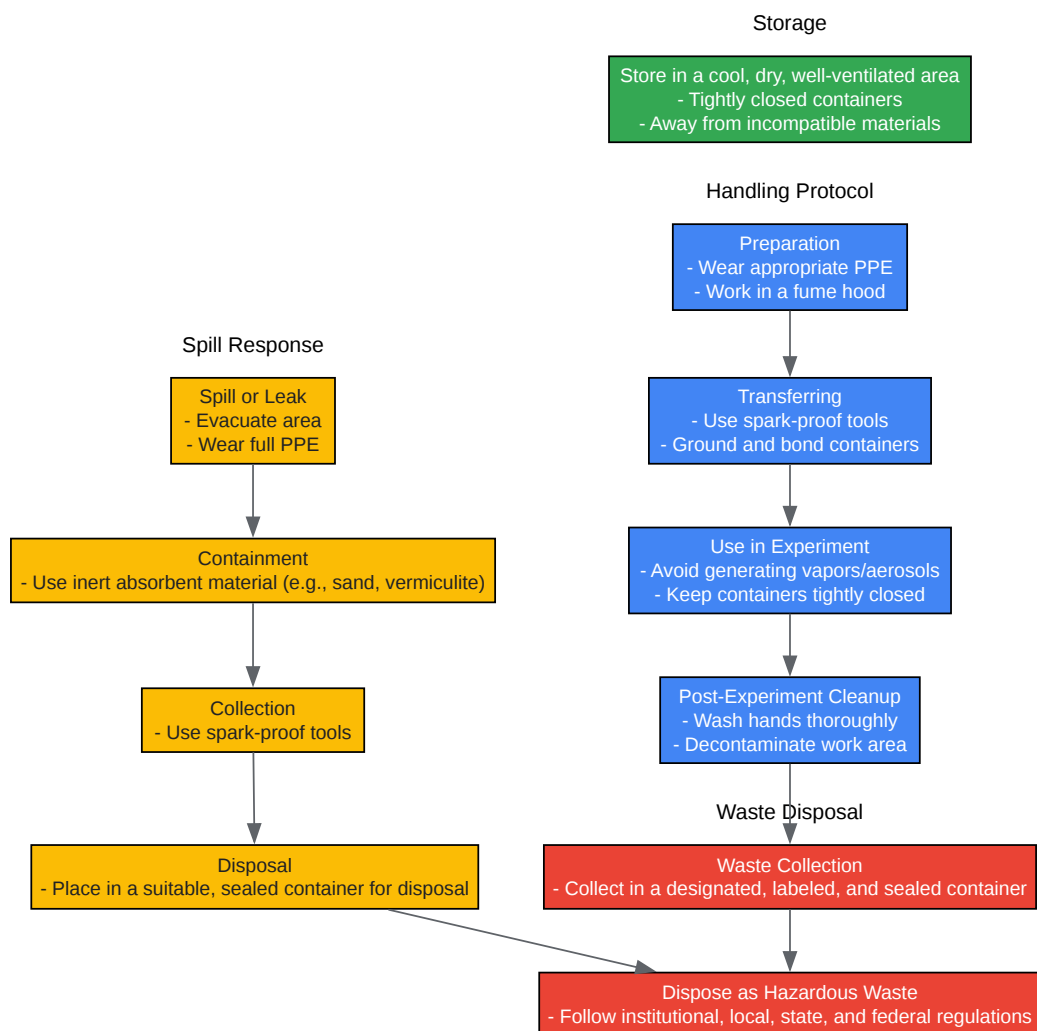 Storage
Store in a cool, dry, well-ventilated area
- Tightly closed containers
- Away from incompatible materials
Handling Protocol
Preparation
- Wear appropriate PPE
- Work in a fume hood
Transferring
- Use spark-proof tools
- Ground and bond containers
Use in Experiment
- Avoid generating vapors/aerosols
- Keep containers tightly closed
Post-Experiment Cleanup
- Wash hands thoroughly
- Decontaminate work area
Spill Response
Spill or Leak
- Evacuate area
- Wear full PPE
Containment
- Use inert absorbent material (e.g., sand, vermiculite)
Collection
- Use spark-proof tools
Disposal
- Place in a suitable, sealed container for disposal
Waste Disposal
Waste Collection
- Collect in a designated, labeled, and sealed container
Dispose as Hazardous Waste
- Follow institutional, local, state, and federal regulations